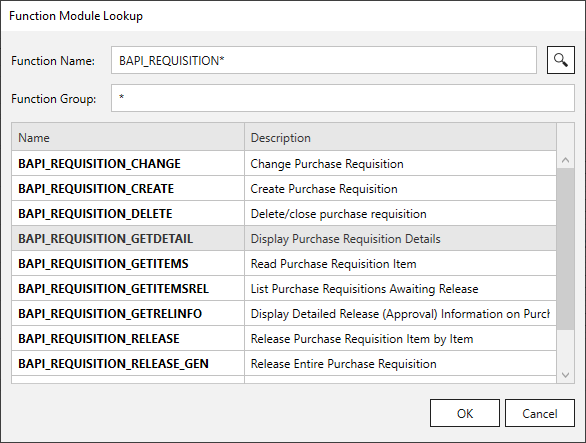 Function Module Lookup
Function Name: BAPI_REQUISITION*
Function Group: *
Name Description
BAPI_REQUISITION_CHANGE Change Purchase Requisition
BAPI_REQUISITION_CREATE Create Purchase Requisition
BAPI_REQUISITION_DELETE Delete/close purchase requisition
BAPI_REQUISITION_GETDETAIL Display Purchase Requisition Details
BAPI_REQUISITION_GETITEMS Read Purchase Requisition Item
BAPI_REQUISITION_GETITEMSREL List Purchase Requisitions Awaiting Release
BAPI_REQUISITION_GETRELINFO Display Detailed Release (Approval) Information on Purch
BAPI_REQUISITION_RELEASE Release Purchase Requisition Item by Item
BAPI_REQUISITION_RELEASE_GEN Release Entire Purchase Requisition
OK Cancel